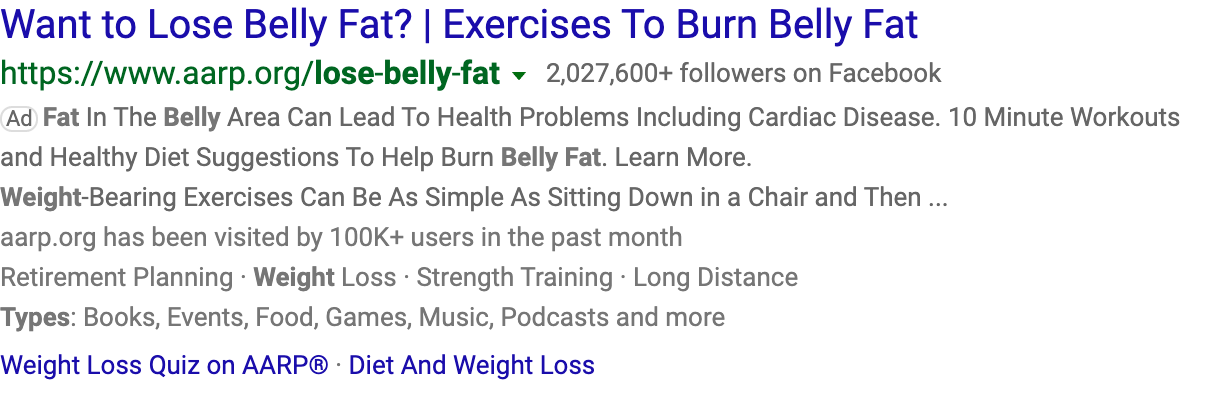 Want to Lose Belly Fat? | Exercises To Burn Belly Fat
https://www.aarp.org/lose-belly-fat 2,027,600+ followers on Facebook
Ad Fat In The Belly Area Can Lead To Health Problems Including Cardiac Disease. 10 Minute Workouts
and Healthy Diet Suggestions To Help Burn Belly Fat. Learn More.
Weight-Bearing Exercises Can Be As Simple As Sitting Down in a Chair and Then ...
aarp.org has been visited by 100K+ users in the past month
Retirement Planning · Weight Loss · Strength Training · Long Distance
Types: Books, Events, Food, Games, Music, Podcasts and more
Weight Loss Quiz on AARP® · Diet And Weight Loss